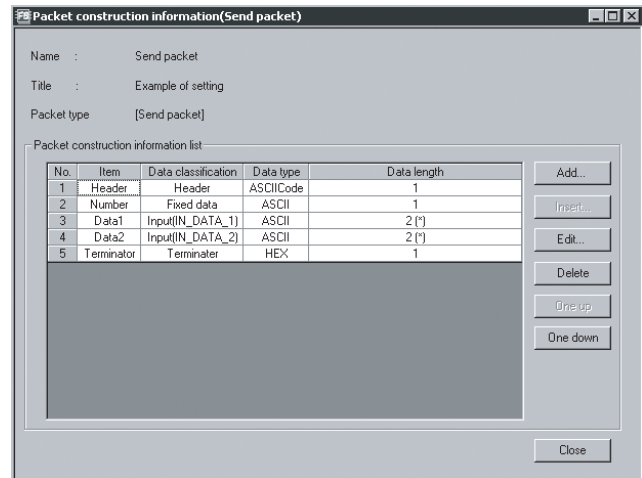 FB Packet construction information(Send packet)
Name : Send packet
Title : Example of setting
Packet type [Send packet]
Packet construction information list
No. Item Data classification Data type Data length
1 Header Header ASCIICode 1
2 Number Fixed data ASCII 1
3 Data1 Input(IN_DATA_1) ASCII 2 (*)
4 Data2 Input(IN_DATA_2) ASCII 2 (*)
5 Terminator Terminater HEX 1
Add...
Insert...
Edit...
Delete
One up
One down
Close